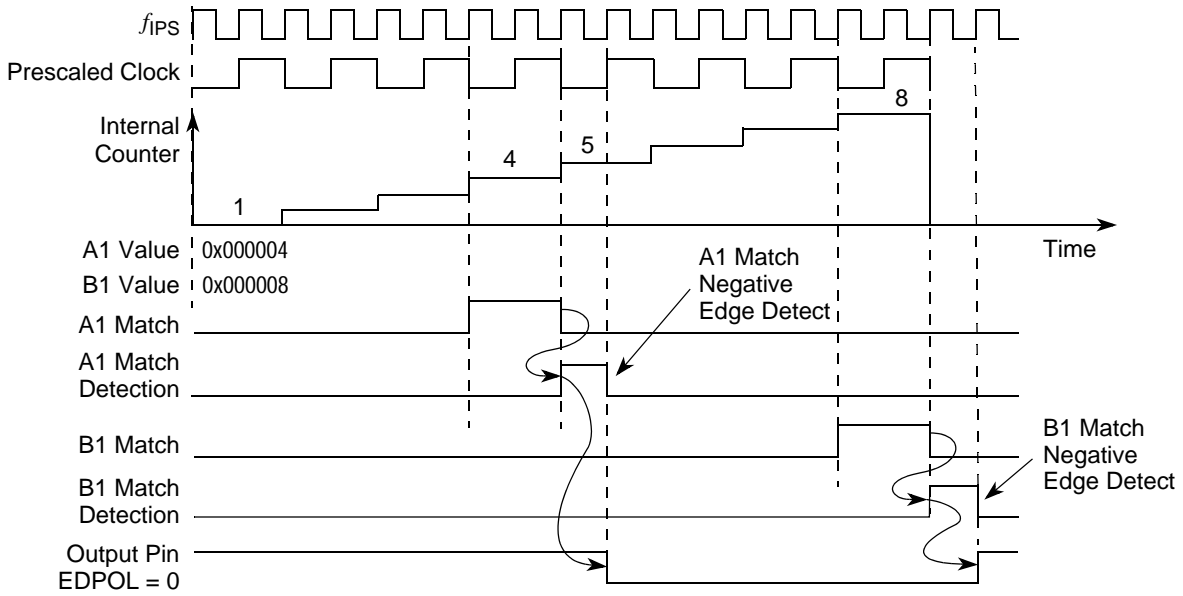 fIPS
Prescaled Clock
8
Internal
Counter
5
4
1
Time
A1 Value 0x000004
B1 Value 0x000008
A1 Match
Negative
Edge Detect
A1 Match
A1 Match
Detection
B1 Match
B1 Match
Negative
Edge Detect
B1 Match
Detection
Output Pin
EDPOL = 0